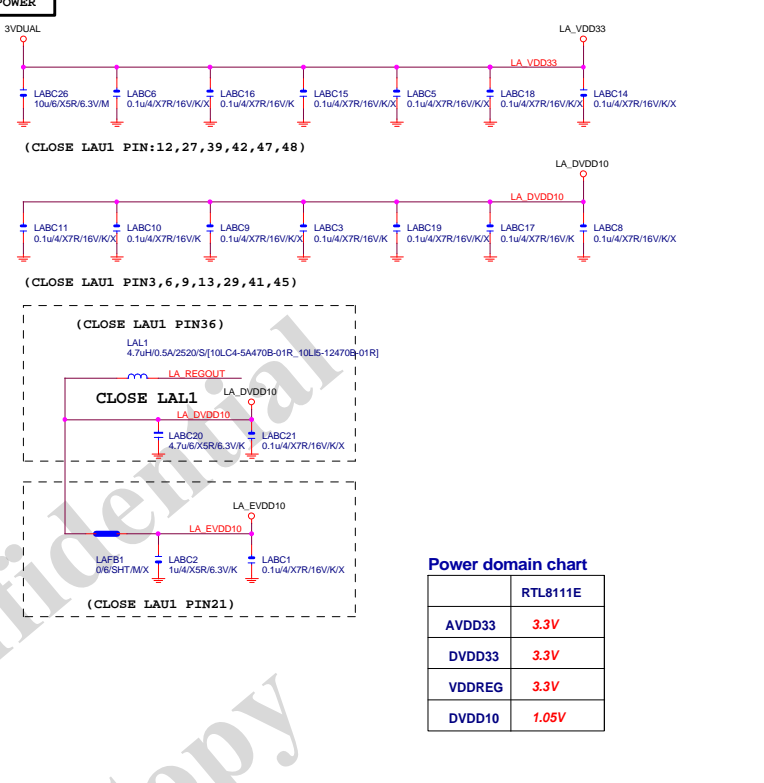 POWER
3VDUAL
LA_VDD33
LA_VDD33
LABC26
10u/6/X5R/6.3V/M
LABC6
0.1u/4/X7R/16V/K/X
LABC16
0.1u/4/X7R/16V/K
LABC15
0.1u/4/X7R/16V/K/X
LABC5
0.1u/4/X7R/16V/K/X
LABC18
0.1u/4/X7R/16V/K/X
LABC14
0.1u/4/X7R/16V/K/X
(CLOSE LAU1 PIN:12,27,39,42,47,48)
LA_DVDD10
LA_DVDD10
LABC11
0.1u/4/X7R/16V/K/X
LABC10
0.1u/4/X7R/16V/K
LABC9
0.1u/4/X7R/16V/K/X
LABC3
0.1u/4/X7R/16V/K
LABC19
0.1u/4/X7R/16V/K/X
LABC17
0.1u/4/X7R/16V/K
LABC8
0.1u/4/X7R/16V/K/X
(CLOSE LAU1 PIN3,6,9,13,29,41,45)
(CLOSE LAU1 PIN36)
LAL1
4.7uH/0.5A/2520/S/[10LC4-5A470B-01R_10LI5-12470B-01R]
LA_REGOUT
CLOSE LAL1
LA_DVDD10
LA_DVDD10
LABC20
4.7u/6/X5R/6.3V/K
LABC21
0.1u/4/X7R/16V/K/X
LA_EVDD10
LA_EVDD10
LAFB1
0/6/SHT/M/X
LABC2
1u/4/X5R/6.3V/K
LABC1
0.1u/4/X7R/16V/K/X
(CLOSE LAU1 PIN21)
Power domain chart
RTL8111E
AVDD33 3.3V
DVDD33 3.3V
VDDREG 3.3V
DVDD10 1.05V
fidential
opy